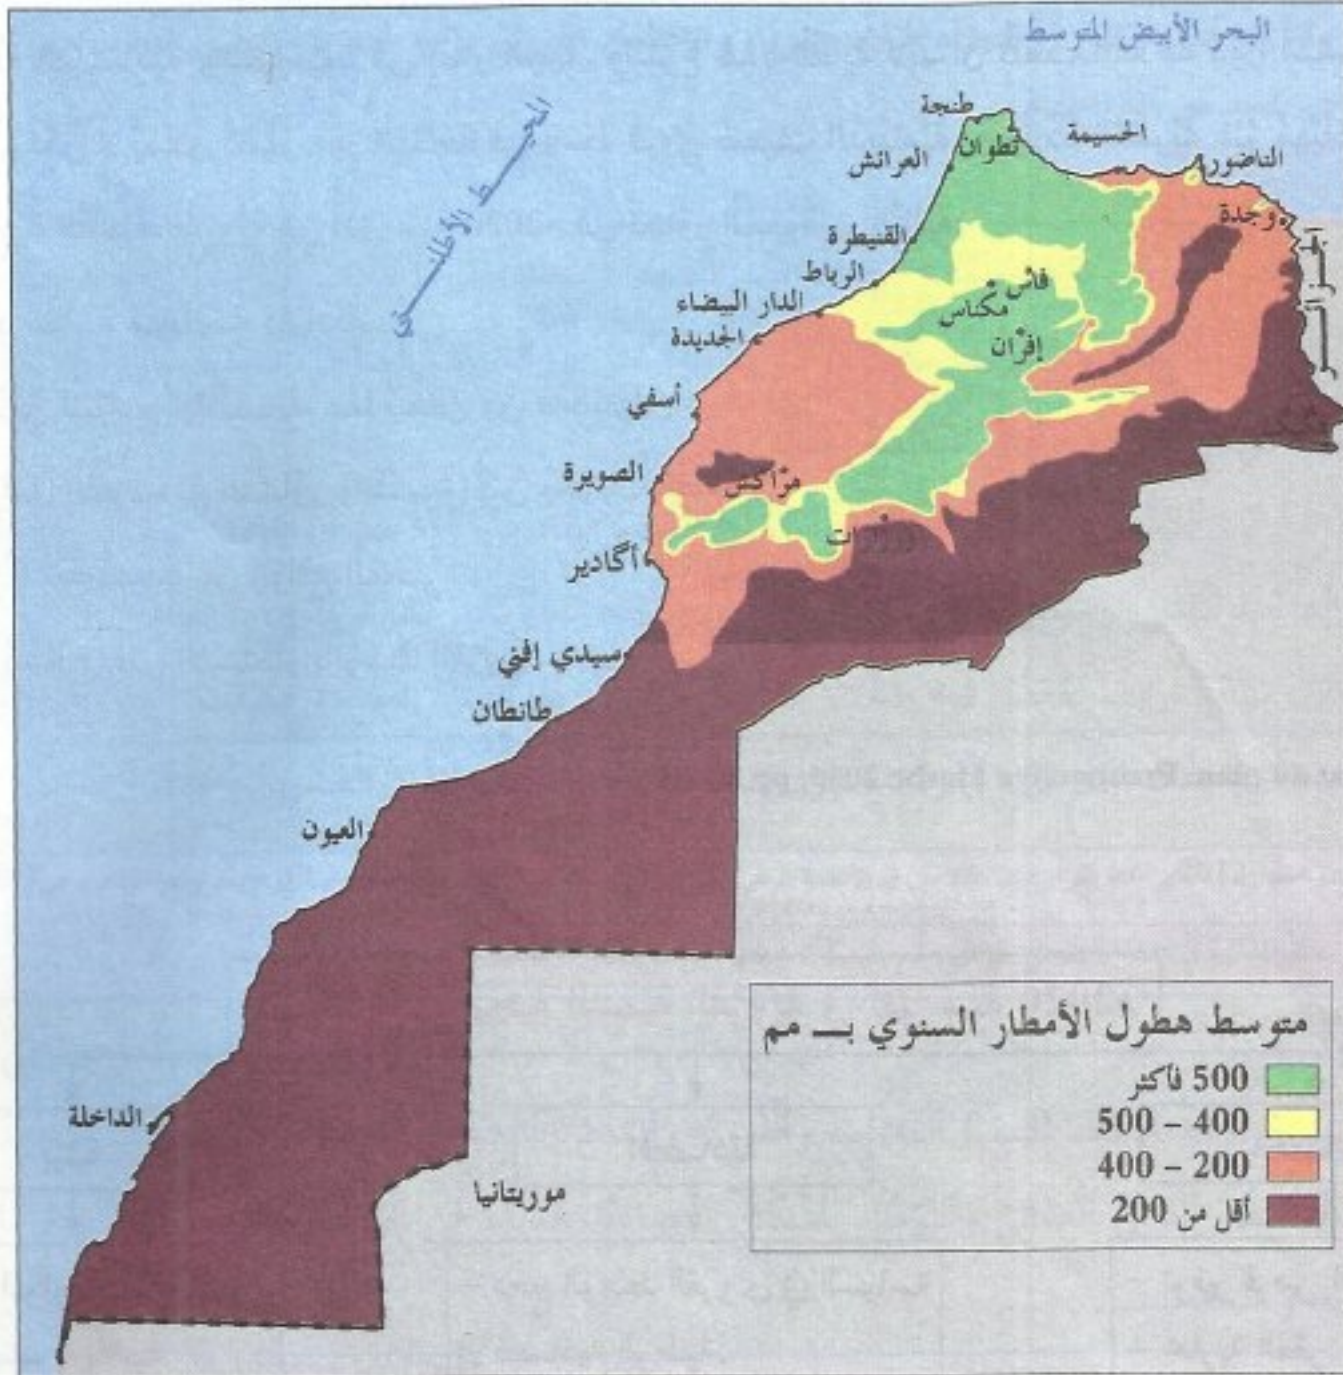 البحر الأبيض المتوسط
المحيط الأطلسي
طنجة
تطوان
الحسيمة
الناضور
العرائش
وجدة
القنيطرة
الرباط
فاس
مكناس
الدار البيضاء
الجديدة
إفران
الجزائر
أسفي
الصويرة
مراكش
ورزازات
أگادير
سيدي إفني
طانطان
العيون
الداخلة
موريتانيا
متوسط هطول الأمطار السنوي بـ مم
500 فأكثر
400 – 500
200 – 400
أقل من 200